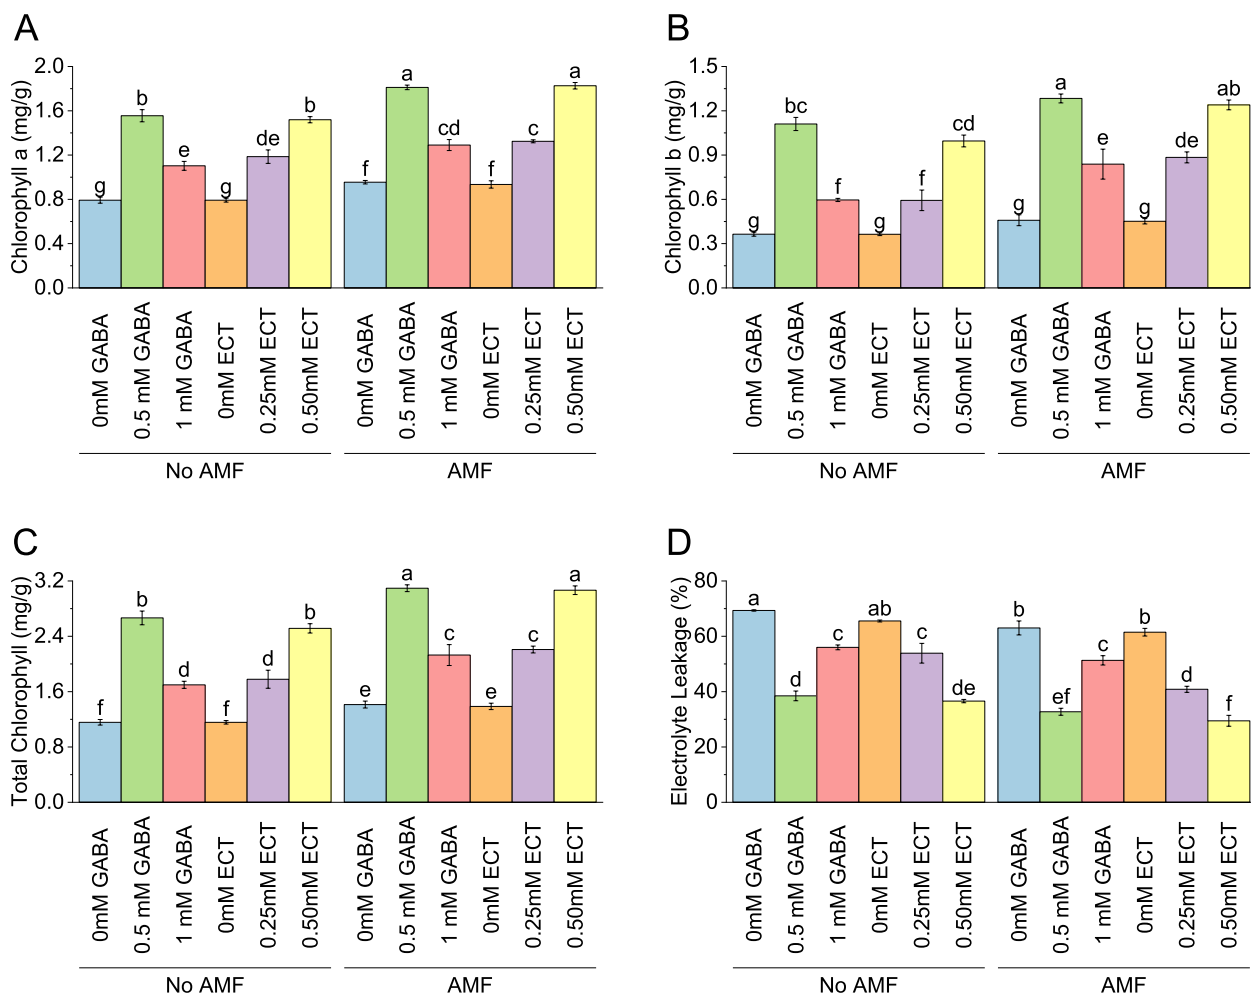 A
Chlorophyll a (mg/g)
2.0
1.6
1.2
0.8
0.4
0.0
g
b
e
g
de
b
f
a
cd
f
c
a
0mM GABA
0.5 mM GABA
1 mM GABA
0mM ECT
0.25mM ECT
0.50mM ECT
0mM GABA
0.5 mM GABA
1 mM GABA
0mM ECT
0.25mM ECT
0.50mM ECT
No AMF
AMF
B
Chlorophyll b (mg/g)
1.5
1.2
0.9
0.6
0.3
0.0
g
bc
f
g
f
cd
g
a
e
g
de
ab
0mM GABA
0.5 mM GABA
1 mM GABA
0mM ECT
0.25mM ECT
0.50mM ECT
0mM GABA
0.5 mM GABA
1 mM GABA
0mM ECT
0.25mM ECT
0.50mM ECT
No AMF
AMF
C
Total Chlorophyll (mg/g)
3.2
2.4
1.6
0.8
0.0
f
b
d
f
d
b
e
a
c
e
c
a
0mM GABA
0.5 mM GABA
1 mM GABA
0mM ECT
0.25mM ECT
0.50mM ECT
0mM GABA
0.5 mM GABA
1 mM GABA
0mM ECT
0.25mM ECT
0.50mM ECT
No AMF
AMF
D
Electrolyte Leakage (%)
80
60
40
20
0
a
d
c
ab
c
de
b
ef
c
b
d
f
0mM GABA
0.5 mM GABA
1 mM GABA
0mM ECT
0.25mM ECT
0.50mM ECT
0mM GABA
0.5 mM GABA
1 mM GABA
0mM ECT
0.25mM ECT
0.50mM ECT
No AMF
AMF